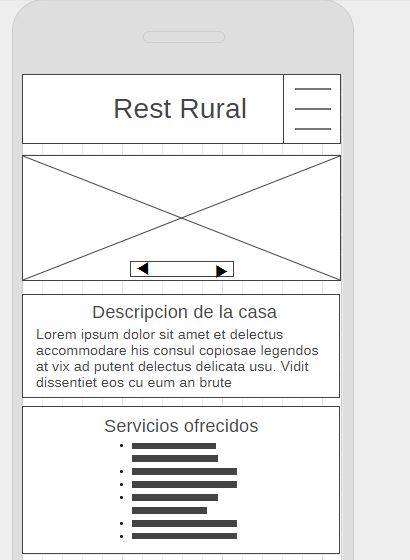 Rest Rural
Descripcion de la casa
Lorem ipsum dolor sit amet et delectus
accommodare his consul copiosae legendos
at vix ad putent delectus delicata usu. Vidit
dissentiet eos cu eum an brute
Servicios ofrecidos